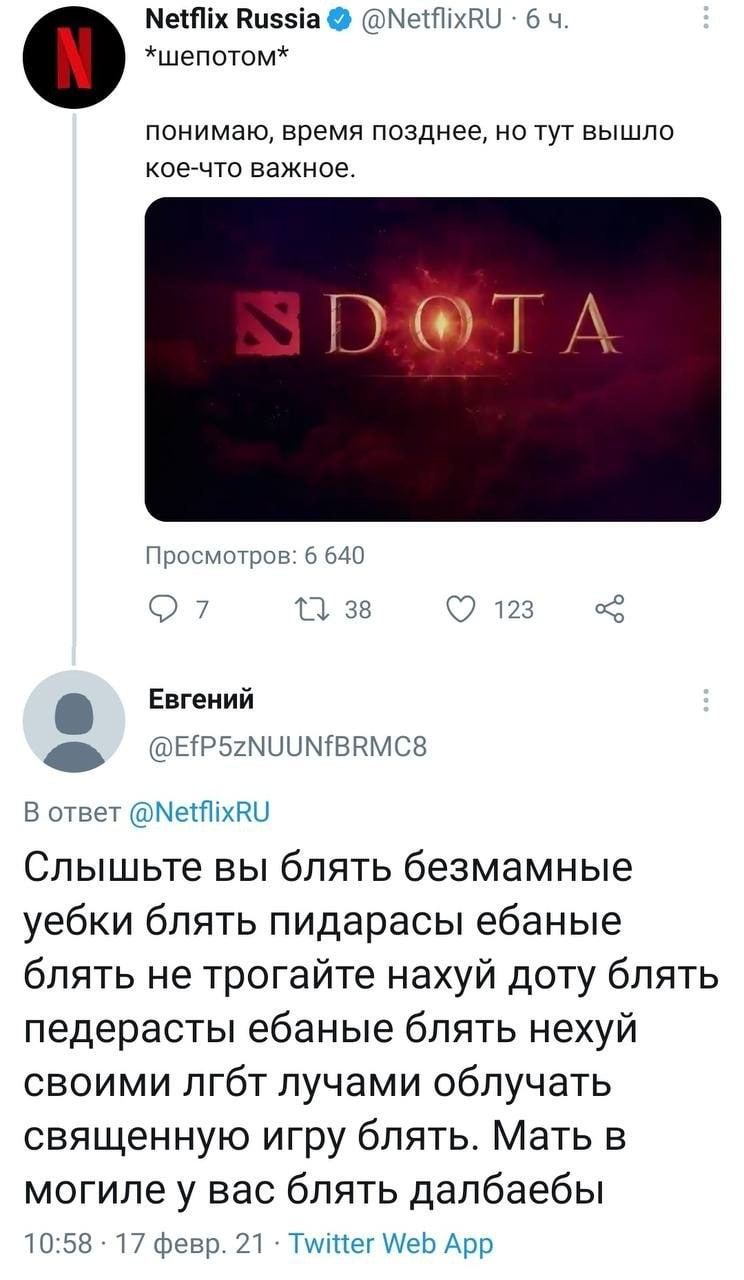 Netflix Russia @NetflixRU · 6 ч.
*шепотом*
понимаю, время позднее, но тут вышло
кое-что важное.
DOTA
Просмотров: 6 640
7 38 123
Евгений
@EfP5zNUUNfBRMC8
В ответ @NetflixRU
Слышьте вы блять безмамные
уебки блять пидарасы ебаные
блять не трогайте нахуй доту блять
педерасты ебаные блять нехуй
своими лгбт лучами облучать
священную игру блять. Мать в
могиле у вас блять далбаебы
10:58 · 17 февр. 21 · Twitter Web App